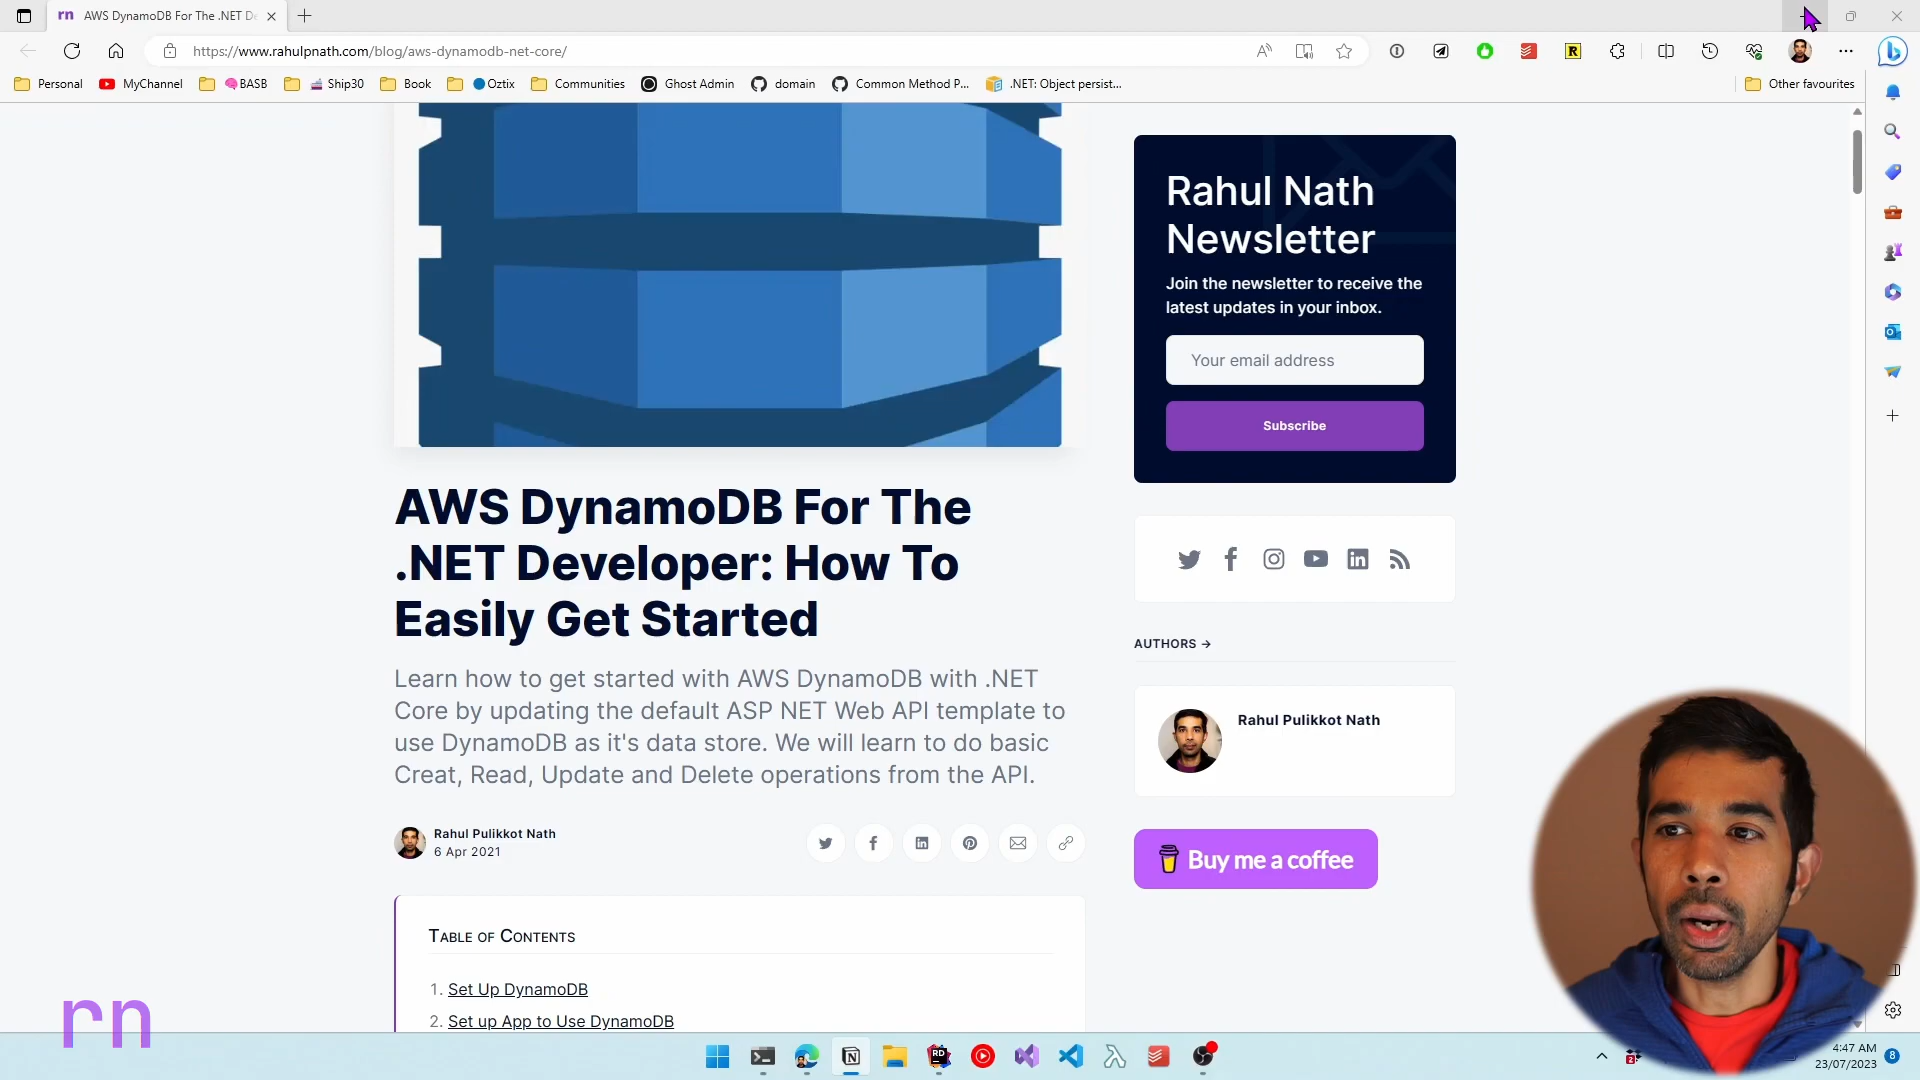 rn AWS DynamoDB For The .NET De
https://www.rahulpnath.com/blog/aws-dynamodb-net-core/
Personal MyChannel BASB Ship30 Book Oztix Communities Ghost Admin domain Common Method P... .NET: Object persist... Other favourites
AWS DynamoDB For The
.NET Developer: How To
Easily Get Started
Learn how to get started with AWS DynamoDB with .NET
Core by updating the default ASP NET Web API template to
use DynamoDB as it's data store. We will learn to do basic
Creat, Read, Update and Delete operations from the API.
Rahul Pulikkot Nath
6 Apr 2021
Table of Contents
1. Set Up DynamoDB
2. Set up App to Use DynamoDB
Rahul Nath
Newsletter
Join the newsletter to receive the
latest updates in your inbox.
Your email address
Subscribe
AUTHORS →
Rahul Pulikkot Nath
Buy me a coffee
rn
4:47 AM
23/07/2023
8